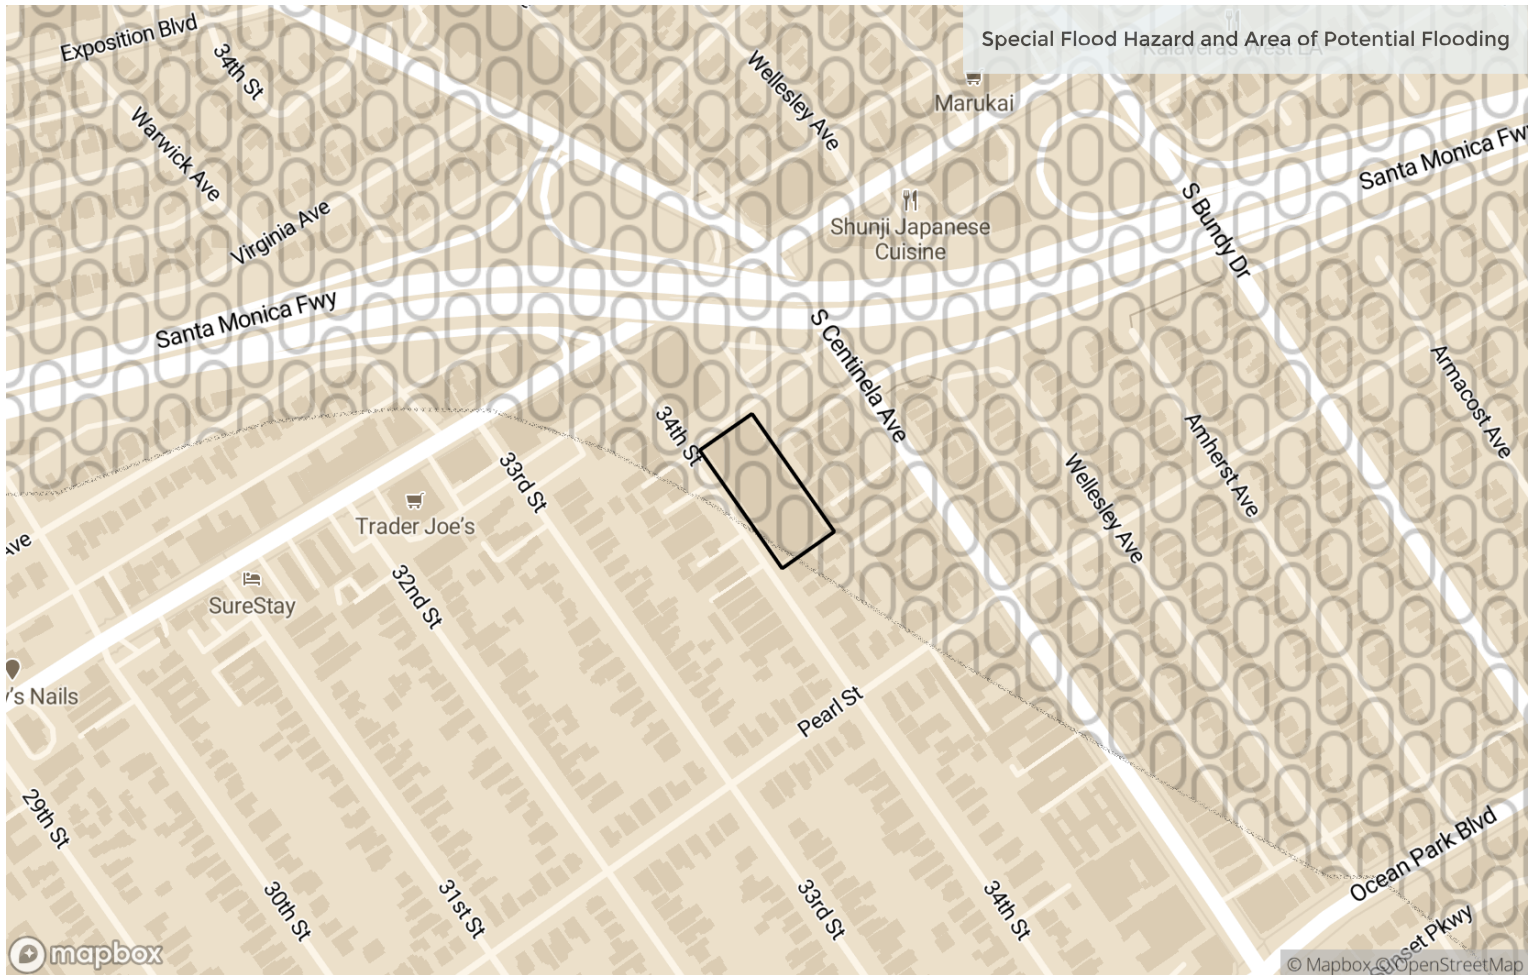 Special Flood Hazard and Area of Potential Flooding
Exposition Blvd
34th St
Warwick Ave
Virginia Ave
Wellesley Ave
Marukai
Santa Monica Fwy
S Bundy Dr
Shunji Japanese
Cuisine
Santa Monica Fwy
S Centinela Ave
Armacost Ave
34th St
33rd St
Amherst Ave
Wellesley Ave
Trader Joe's
Ave
32nd St
SureStay
y's Nails
Pearl St
29th St
30th St
31st St
33rd St
34th St
Ocean Park Blvd
Sunset Pkwy
mapbox
© Mapbox © OpenStreetMap